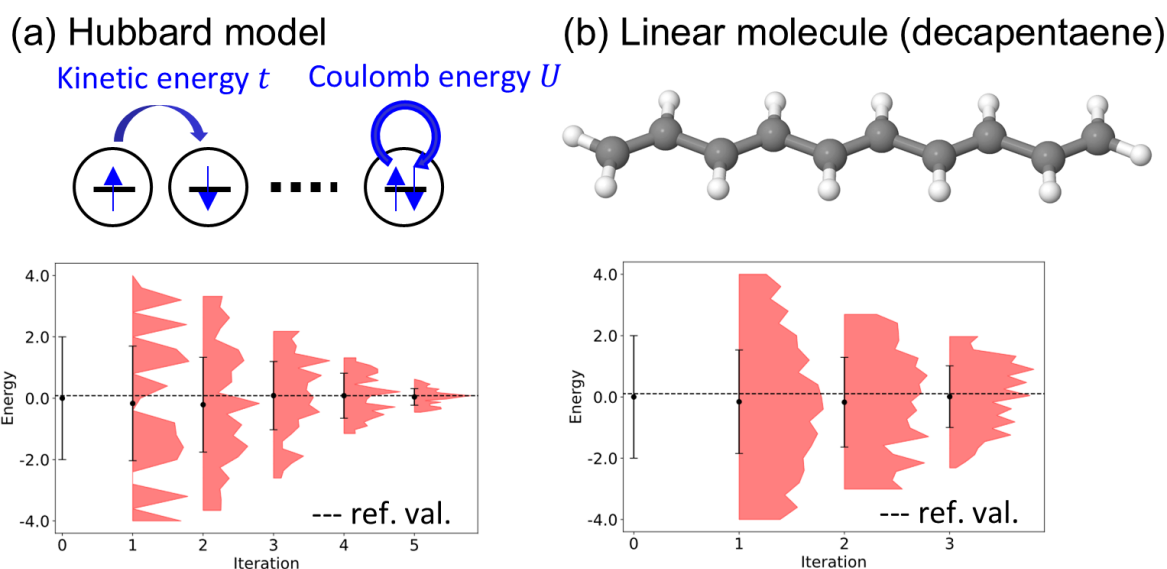 (a) Hubbard model
Kinetic energy t
Coulomb energy U
4.0
2.0
0.0
-2.0
-4.0
Energy
--- ref. val.
0 1 2 3 4 5
Iteration
(b) Linear molecule (decapentaene)
4.0
2.0
0.0
-2.0
-4.0
Energy
--- ref. val.
0 1 2 3
Iteration